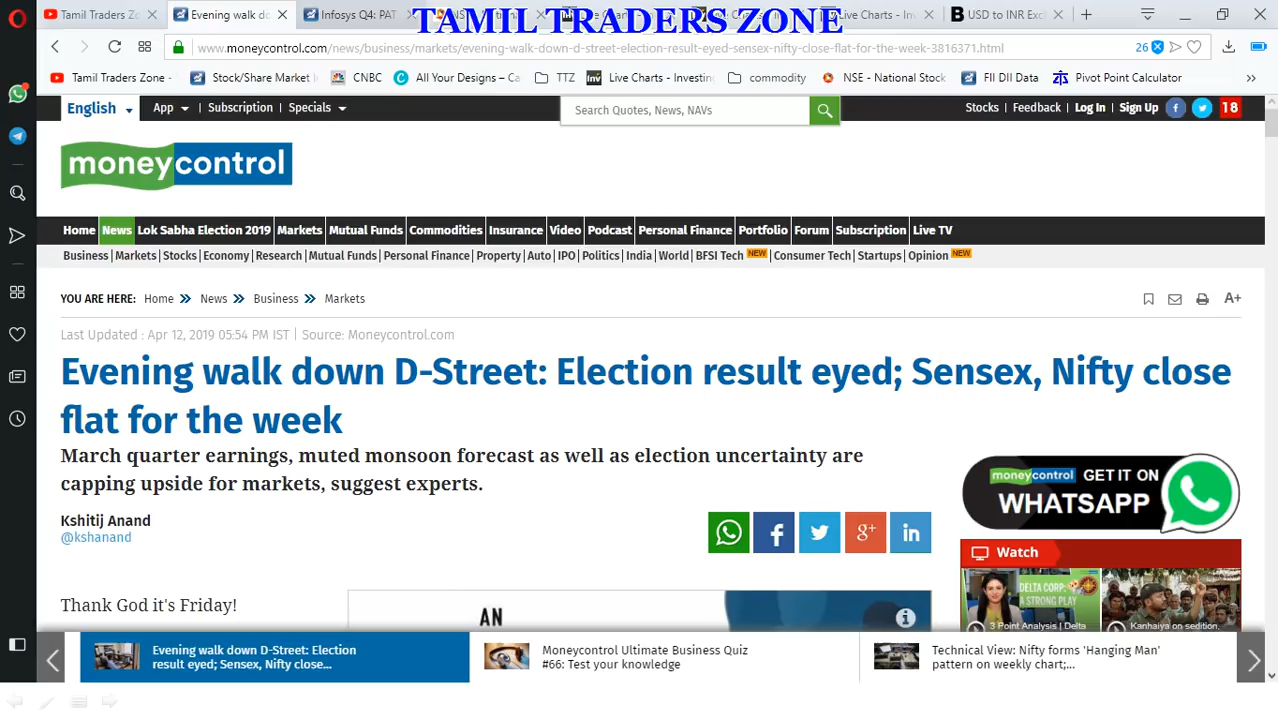 TAMIL TRADERS ZONE
Tamil Traders Z
Evening walk do
Infosys Q4: PAT
Live Charts - Inv
USD to INR Exc
www.moneycontrol.com/news/business/markets/evening-walk-down-d-street-election-result-eyed-sensex-nifty-close-flat-for-the-week-3816371.html
26
Tamil Traders Zone -
Stock/Share Market
CNBC
All Your Designes – Ca
TTZ
Live Charts - Investing
commodity
NSE - National Stock
FII DII Data
Pivot Point Calculator
English
App | Subscription | Specials
Search Quotes, News, NAVs
Stocks | Feedback | Log In | Sign Up
18
moneycontrol
Home News Lok Sabha Election 2019 Markets Mutual Funds Commodities Insurance Video Podcast Personal Finance Portfolio Forum Subscription Live TV
Business | Markets | Stocks | Economy | Research | Mutual Funds | Personal Finance | Property | Auto | IPO | Politics | India | World | BFSI Tech NEW | Consumer Tech | Startups | Opinion NEW
YOU ARE HERE: Home » News » Business » Markets
A+
Last Updated : Apr 12, 2019 05:54 PM IST | Source: Moneycontrol.com
Evening walk down D-Street: Election result eyed; Sensex, Nifty close
flat for the week
March quarter earnings, muted monsoon forecast as well as election uncertainty are
capping upside for markets, suggest experts.
Kshitij Anand
@kshanand
moneycontrol GET IT ON
WHATSAPP
Watch
DELTA CORP:
A STRONG PLAY
3 Point Analysis | Delta
Kanhaiya on sedition,
Thank God it's Friday!
AN
Evening walk down D-Street: Election
result eyed; Sensex, Nifty close...
Moneycontrol Ultimate Business Quiz
#66: Test your knowledge
Technical View: Nifty forms 'Hanging Man'
pattern on weekly chart;...